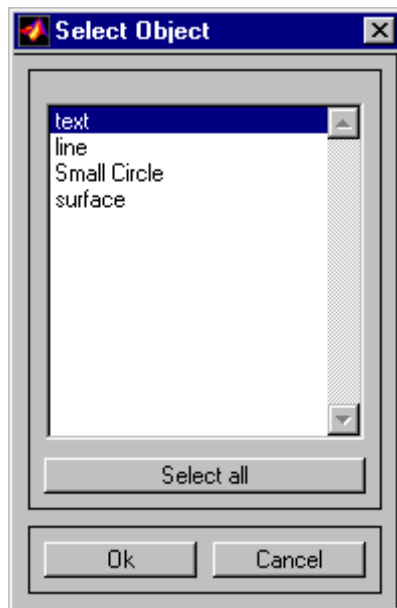 Select Object
text
line
Small Circle
surface
Select all
Ok
Cancel